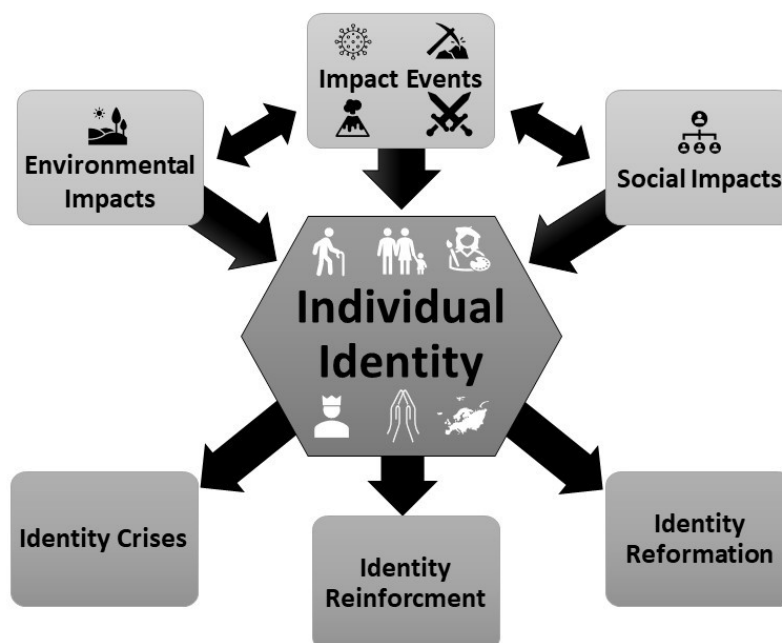 Impact Events
Environmental
Impacts
Social Impacts
Individual
Identity
Identity Crises
Identity
Reinforcment
Identity
Reformation